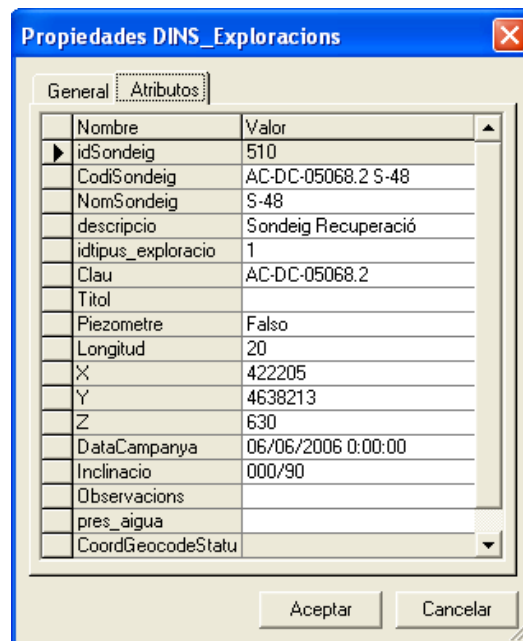 Propiedades DINS_Exploracions
General Atributos
Nombre Valor
idSondeig 510
CodiSondeig AC-DC-05068.2 S-48
NomSondeig S-48
descripcio Sondeig Recuperació
idtipus_exploracio 1
Clau AC-DC-05068.2
Titol
Piezometre Falso
Longitud 20
X 422205
Y 4638213
Z 630
DataCampanya 06/06/2006 0:00:00
Inclinacio 000/90
Observacions
pres_aigua
CoordGeocodeStatu
Aceptar Cancelar